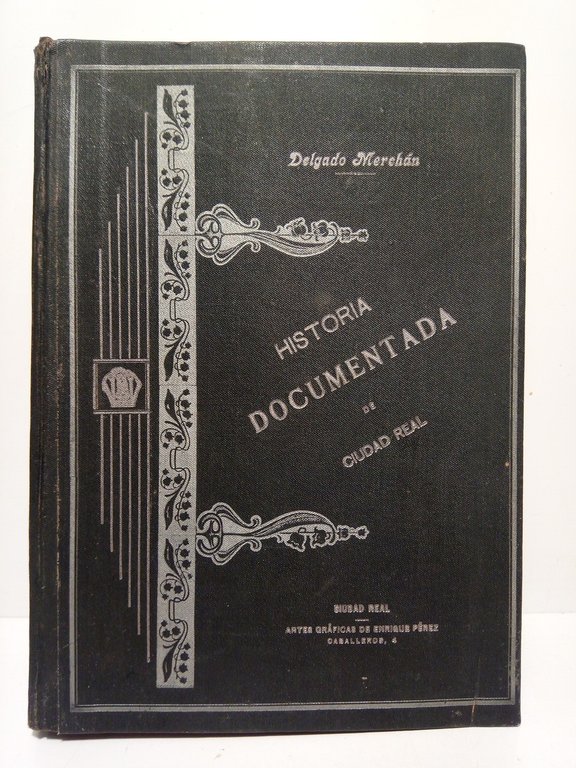 Delgado Merchán
HISTORIA
DOCUMENTADA
DE
CIUDAD REAL
CIUDAD REAL
ARTES GRÁFICAS DE ENRIQUE PÉREZ
CABALLEROS, 4